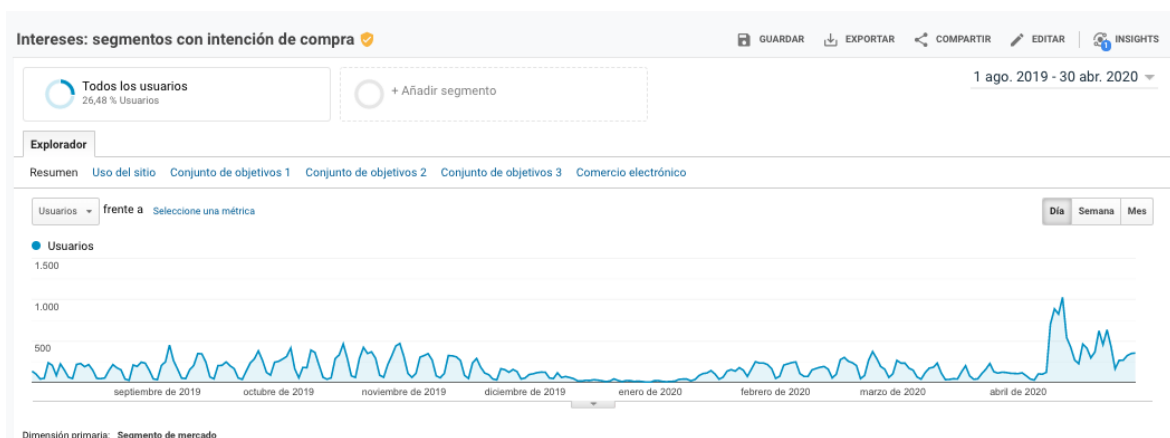 Intereses: segmentos con intención de compra
GUARDAR EXPORTAR COMPARTIR EDITAR 1 INSIGHTS
Todos los usuarios
26,48 % Usuarios
+ Añadir segmento
1 ago. 2019 - 30 abr. 2020
Explorador
Resumen Uso del sitio Conjunto de objetivos 1 Conjunto de objetivos 2 Conjunto de objetivos 3 Comercio electrónico
Usuarios frente a Seleccione una métrica
Día Semana Mes
Usuarios
1.500
1.000
500
septiembre de 2019 octubre de 2019 noviembre de 2019 diciembre de 2019 enero de 2020 febrero de 2020 marzo de 2020 abril de 2020
Dimensión primaria: Segmento de mercado